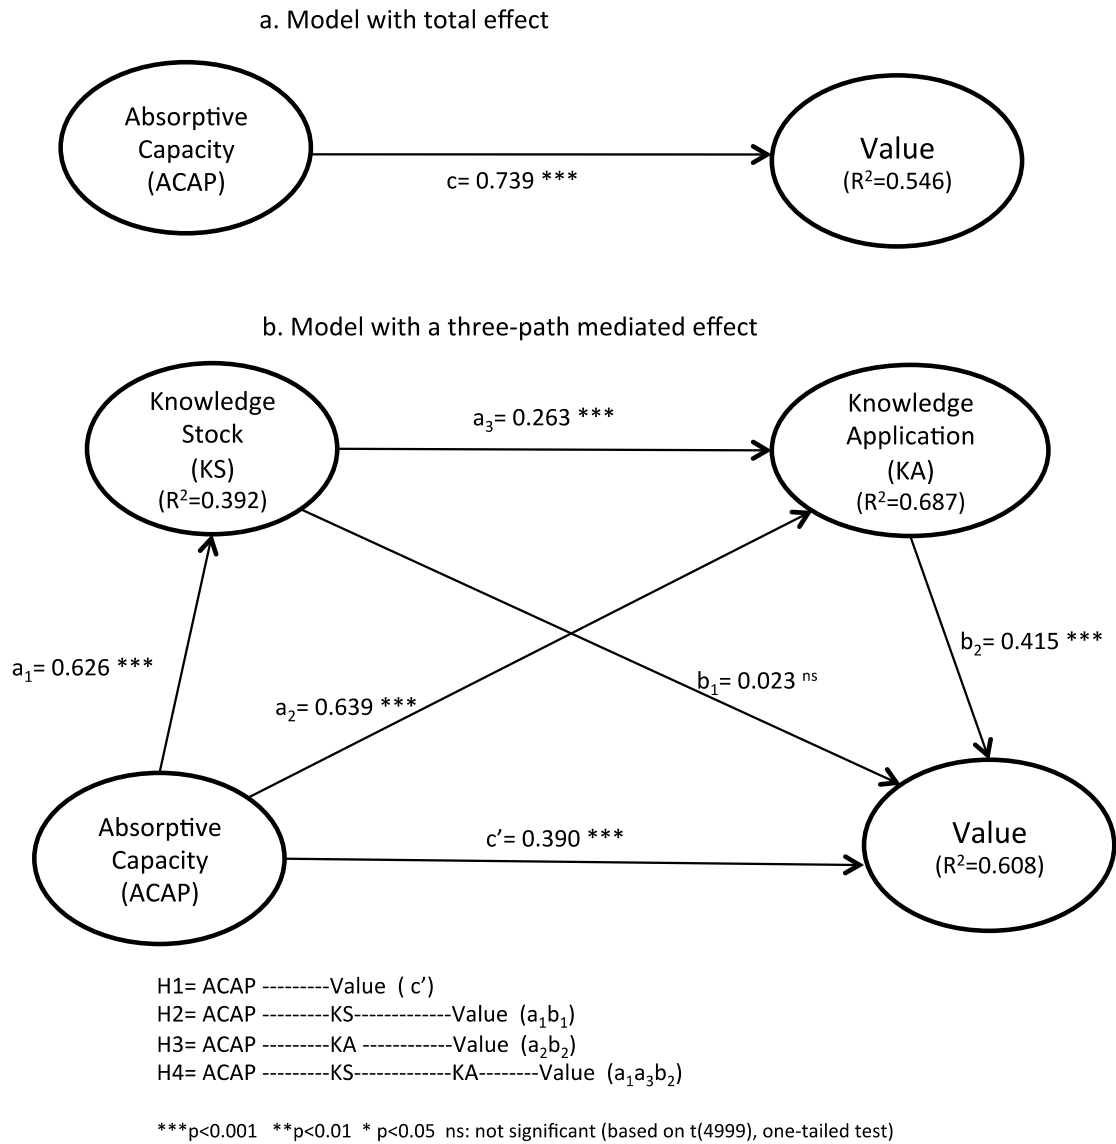 a. Model with total effect
Absorptive
Capacity
(ACAP)
c= 0.739 ***
Value
(R²=0.546)
b. Model with a three-path mediated effect
Knowledge
Stock
(KS)
(R²=0.392)
a₃= 0.263 ***
Knowledge
Application
(KA)
(R²=0.687)
a₁= 0.626 ***
a₂= 0.639 ***
b₁= 0.023 ns
b₂= 0.415 ***
Absorptive
Capacity
(ACAP)
c’= 0.390 ***
Value
(R²=0.608)
H1= ACAP ---------Value ( c’)
H2= ACAP ---------KS-------------Value (a₁b₁)
H3= ACAP ---------KA ------------Value (a₂b₂)
H4= ACAP ---------KS-------------KA--------Value (a₁a₃b₂)
***p<0.001 **p<0.01 * p<0.05 ns: not significant (based on t(4999), one-tailed test)